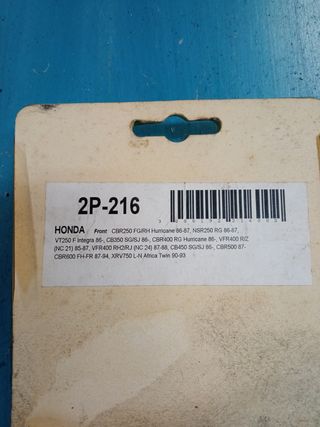 2P-216
HONDA Front CBR250 FG/RH Hurricane 86-87, NSR250 RG 86-87,
VT250 F Integra 86-, CB350 SG/SJ 86-, CBR400 RG Hurricane 86-, VFR400 R/Z
(NC 21) 85-87, VFR400 RH2/RJ (NC 24) 87-88, CB450 SG/SJ 86-, CBR500 87-
CBR600 FH-FR 87-94, XRV750 L-N Africa Twin 90-93